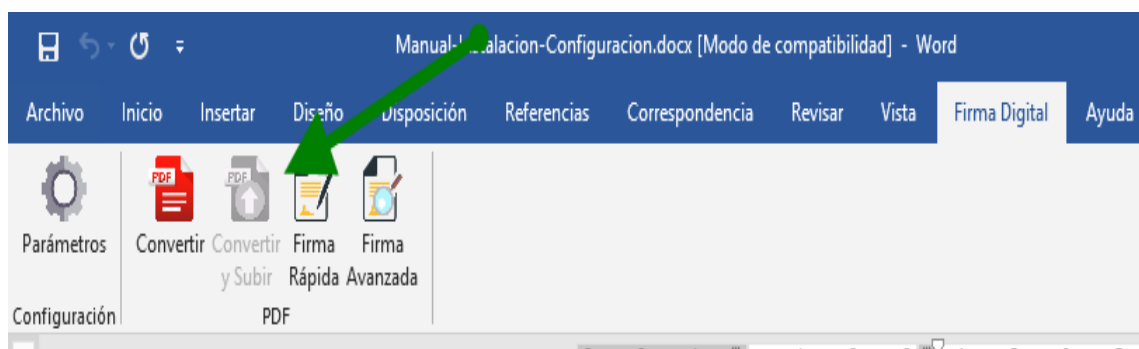 Manual-Instalacion-Configuracion.docx [Modo de compatibilidad] - Word
Archivo Inicio Insertar Diseño Disposición Referencias Correspondencia Revisar Vista Firma Digital Ayuda
PDF PDF
Parámetros Convertir Convertir Firma Firma
y Subir Rápida Avanzada
Configuración PDF